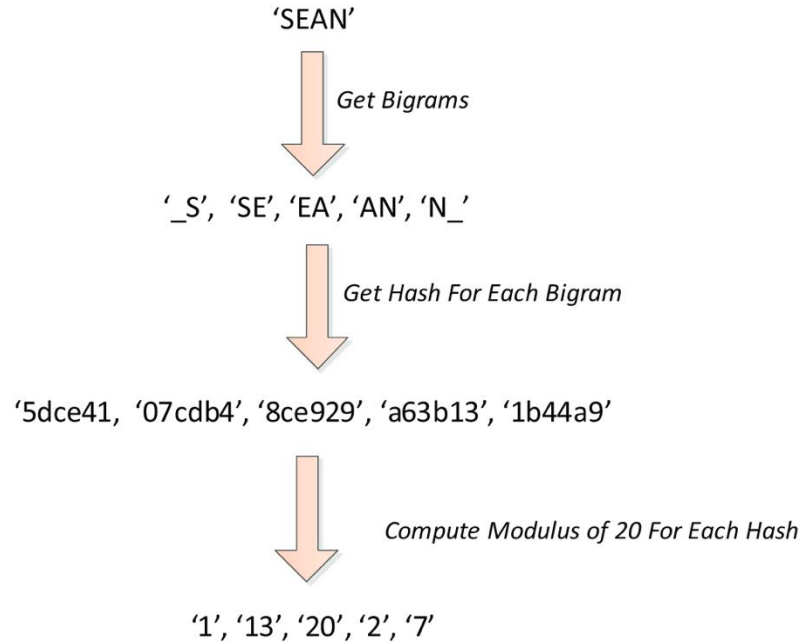 ‘SEAN’
Get Bigrams
‘_S’, ‘SE’, ‘EA’, ‘AN’, ‘N_’
Get Hash For Each Bigram
‘5dce41, ‘07cdb4’, ‘8ce929’, ‘a63b13’, ‘1b44a9’
Compute Modulus of 20 For Each Hash
‘1’, ‘13’, ‘20’, ‘2’, ‘7’